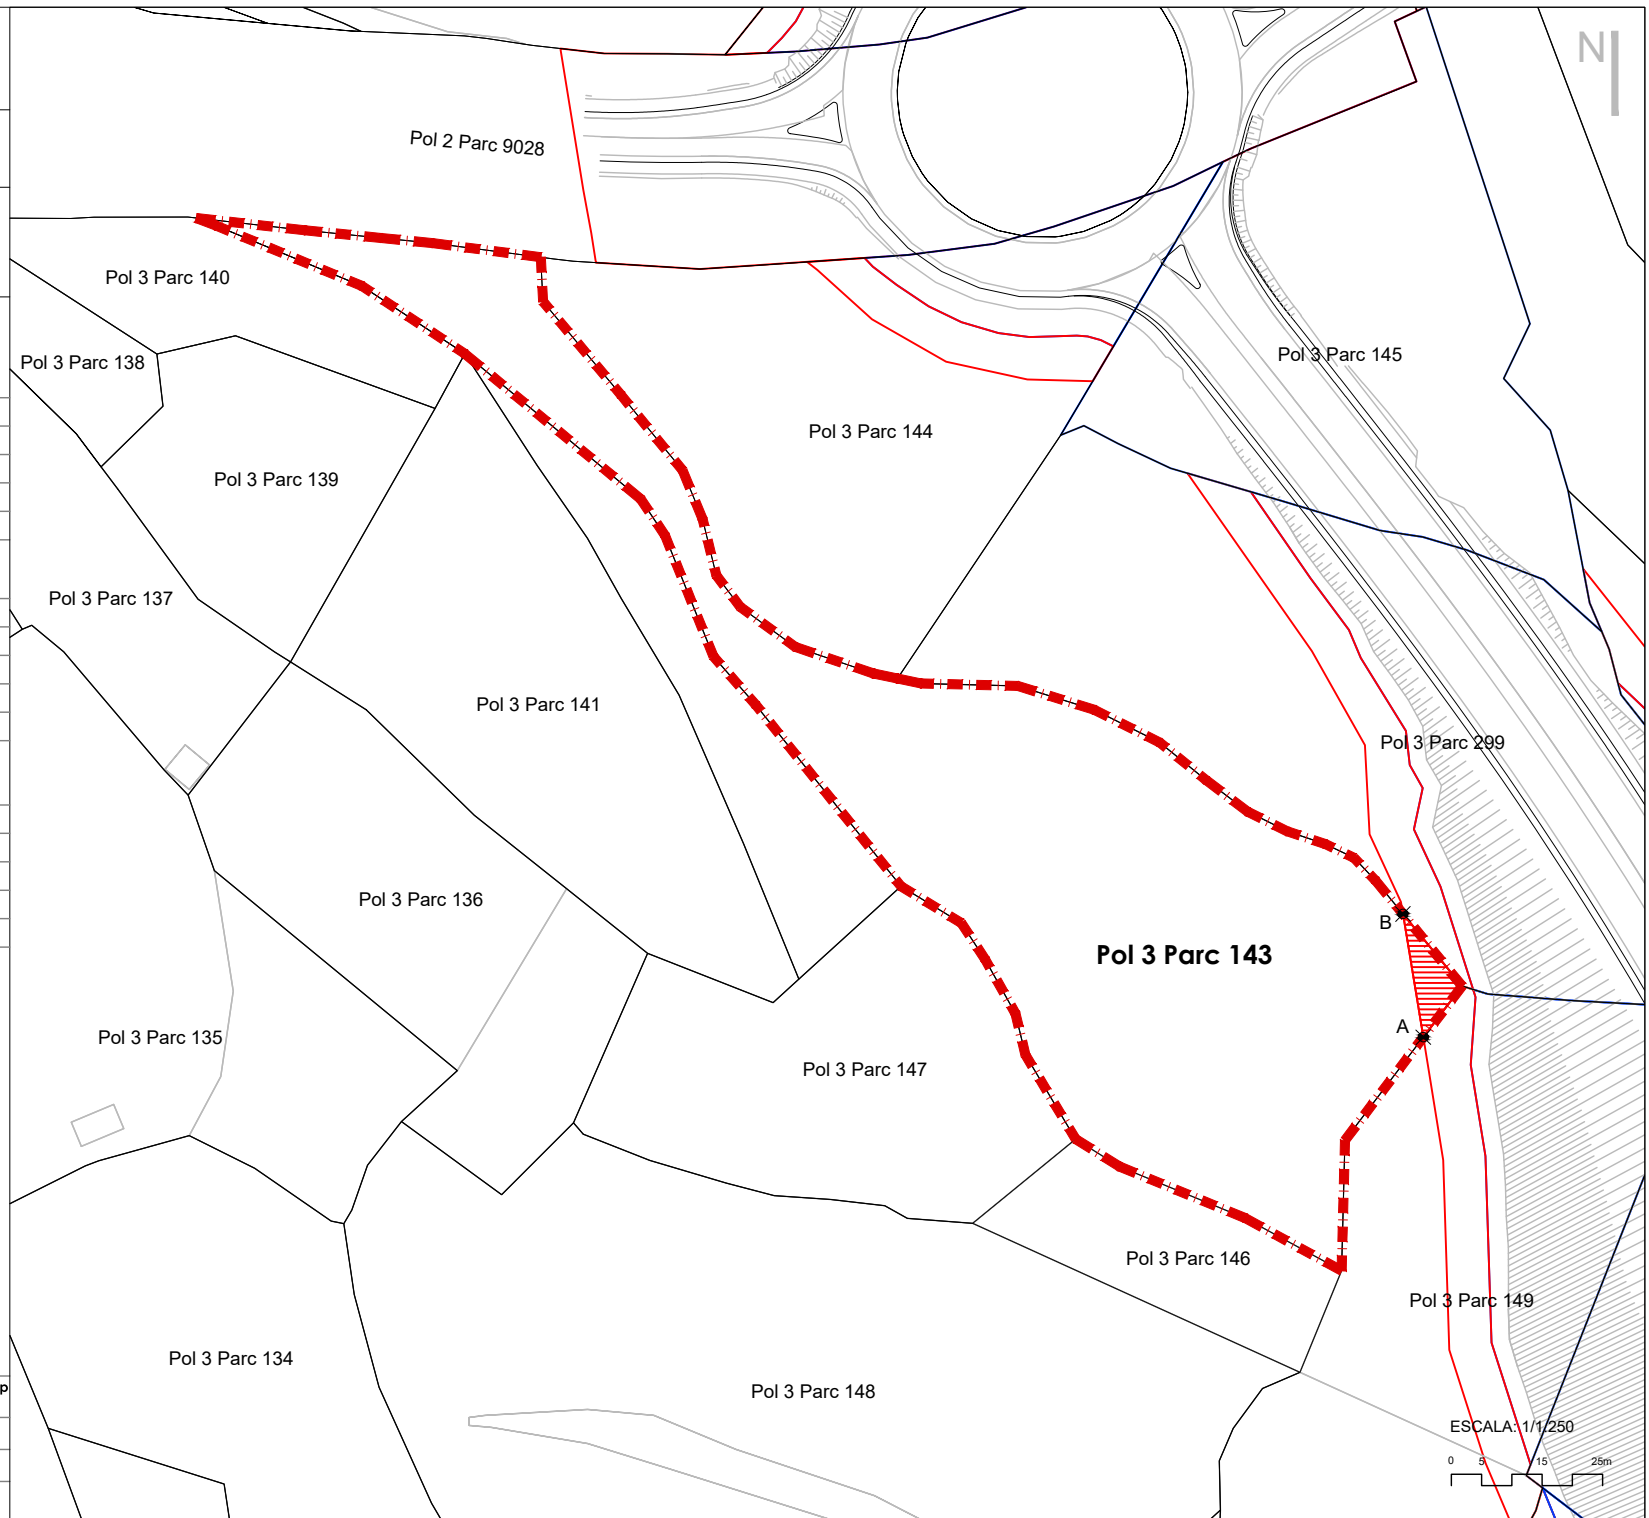 N
Pol 2 Parc 9028
Pol 3 Parc 140
Pol 3 Parc 138
Pol 3 Parc 145
Pol 3 Parc 144
Pol 3 Parc 139
Pol 3 Parc 137
Pol 3 Parc 141
Pol 3 Parc 299
Pol 3 Parc 136
B
Pol 3 Parc 143
A
Pol 3 Parc 135
Pol 3 Parc 147
Pol 3 Parc 146
Pol 3 Parc 149
Pol 3 Parc 134
p
Pol 3 Parc 148
ESCALA: 1/1.250
0 5 15 25m